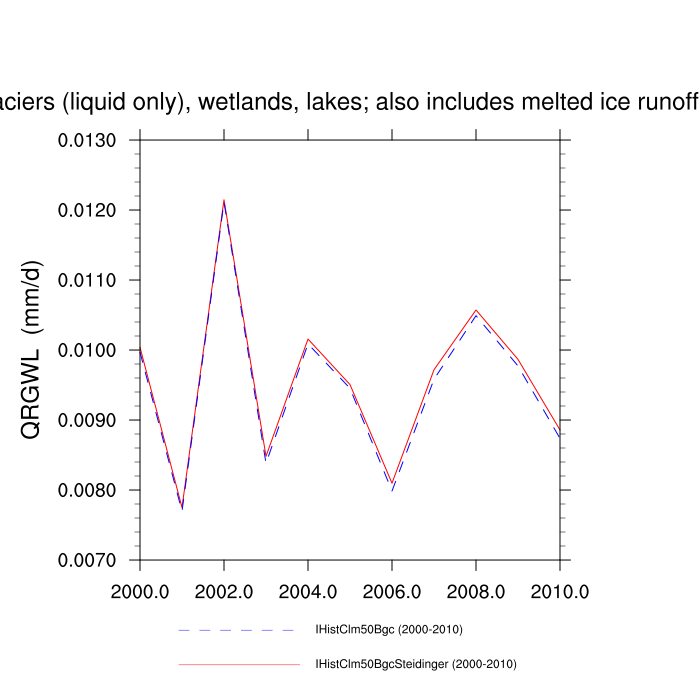 aciers (liquid only), wetlands, lakes; also includes melted ice runoff
0.0130
0.0120
0.0110
0.0100
0.0090
0.0080
0.0070
QRGWL (mm/d)
2000.0 2002.0 2004.0 2006.0 2008.0 2010.0
IHistClm50Bgc (2000-2010)
IHistClm50BgcSteidinger (2000-2010)